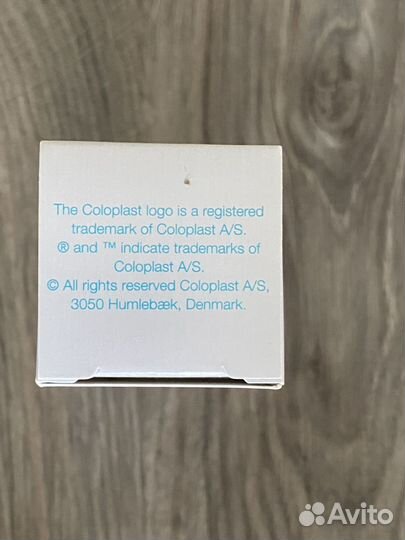 The Coloplast logo is a registered
trademark of Coloplast A/S.
® and ™ indicate trademarks of
Coloplast A/S.
© All rights reserved Coloplast A/S,
3050 Humlebæk, Denmark.
Avito